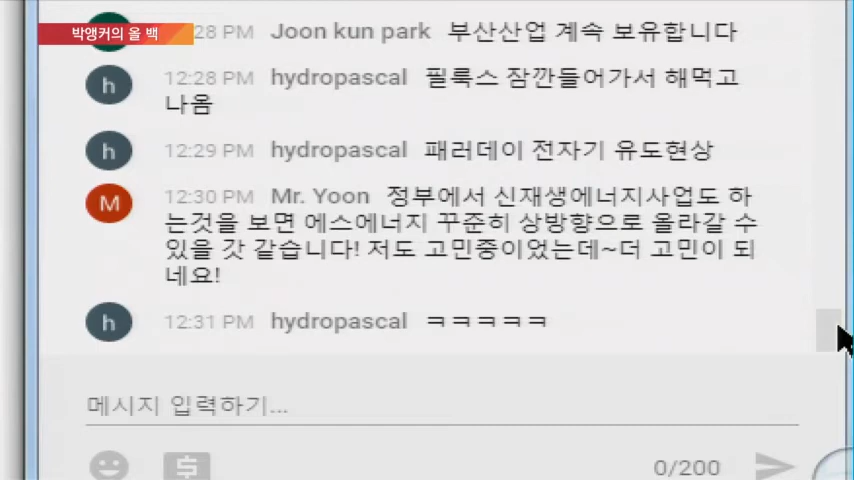 박앵커의 올 백
:28 PM Joon kun park 부산산업 계속 보유합니다
h 12:28 PM hydropascal 필룩스 잠깐들어가서 해먹고
나옴
h 12:29 PM hydropascal 패러데이 전자기 유도현상
M 12:30 PM Mr. Yoon 정부에서 신재생에너지사업도 하
는것을 보면 에스에너지 꾸준히 상방향으로 올라갈 수
있을 갓 같습니다! 저도 고민중이었는데~더 고민이 되
네요!
h 12:31 PM hydropascal ㅋㅋㅋㅋㅋ
메시지 입력하기...
$ 0/200